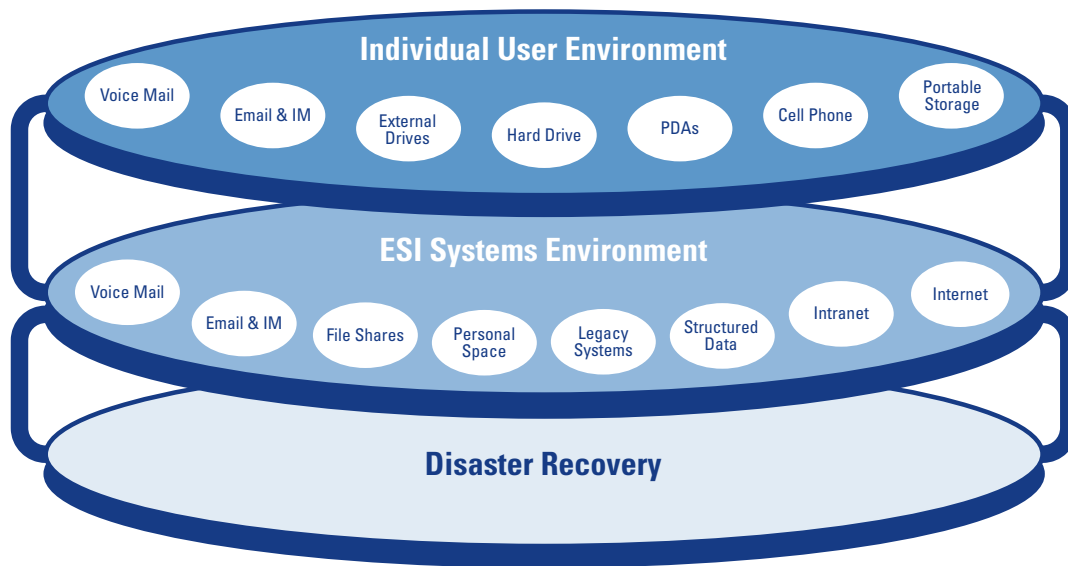 Individual User Environment
Voice Mail
Email & IM
External
Drives
Hard Drive
PDAs
Cell Phone
Portable
Storage
ESI Systems Environment
Voice Mail
Email & IM
File Shares
Personal
Space
Legacy
Systems
Structured
Data
Intranet
Internet
Disaster Recovery